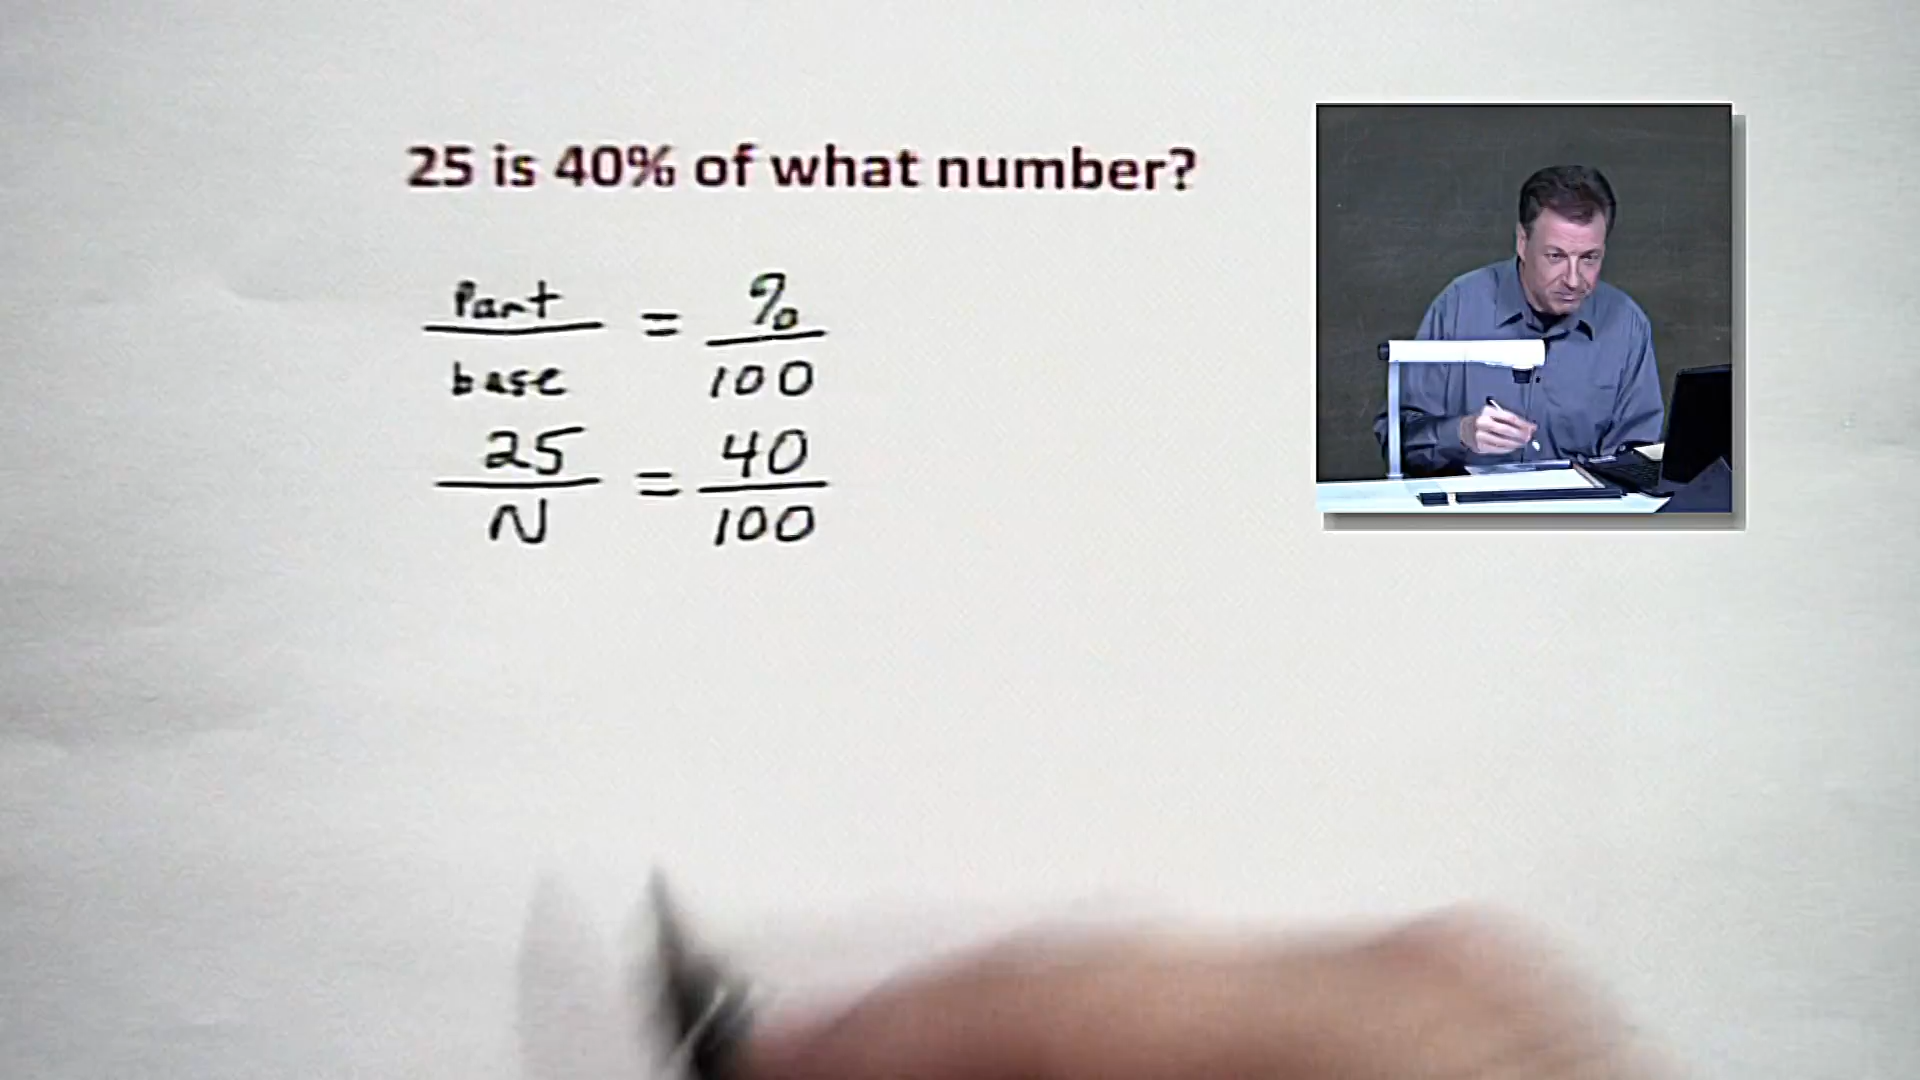 25 is 40% of what number?
Part = %
base 100
25 = 40
N 100